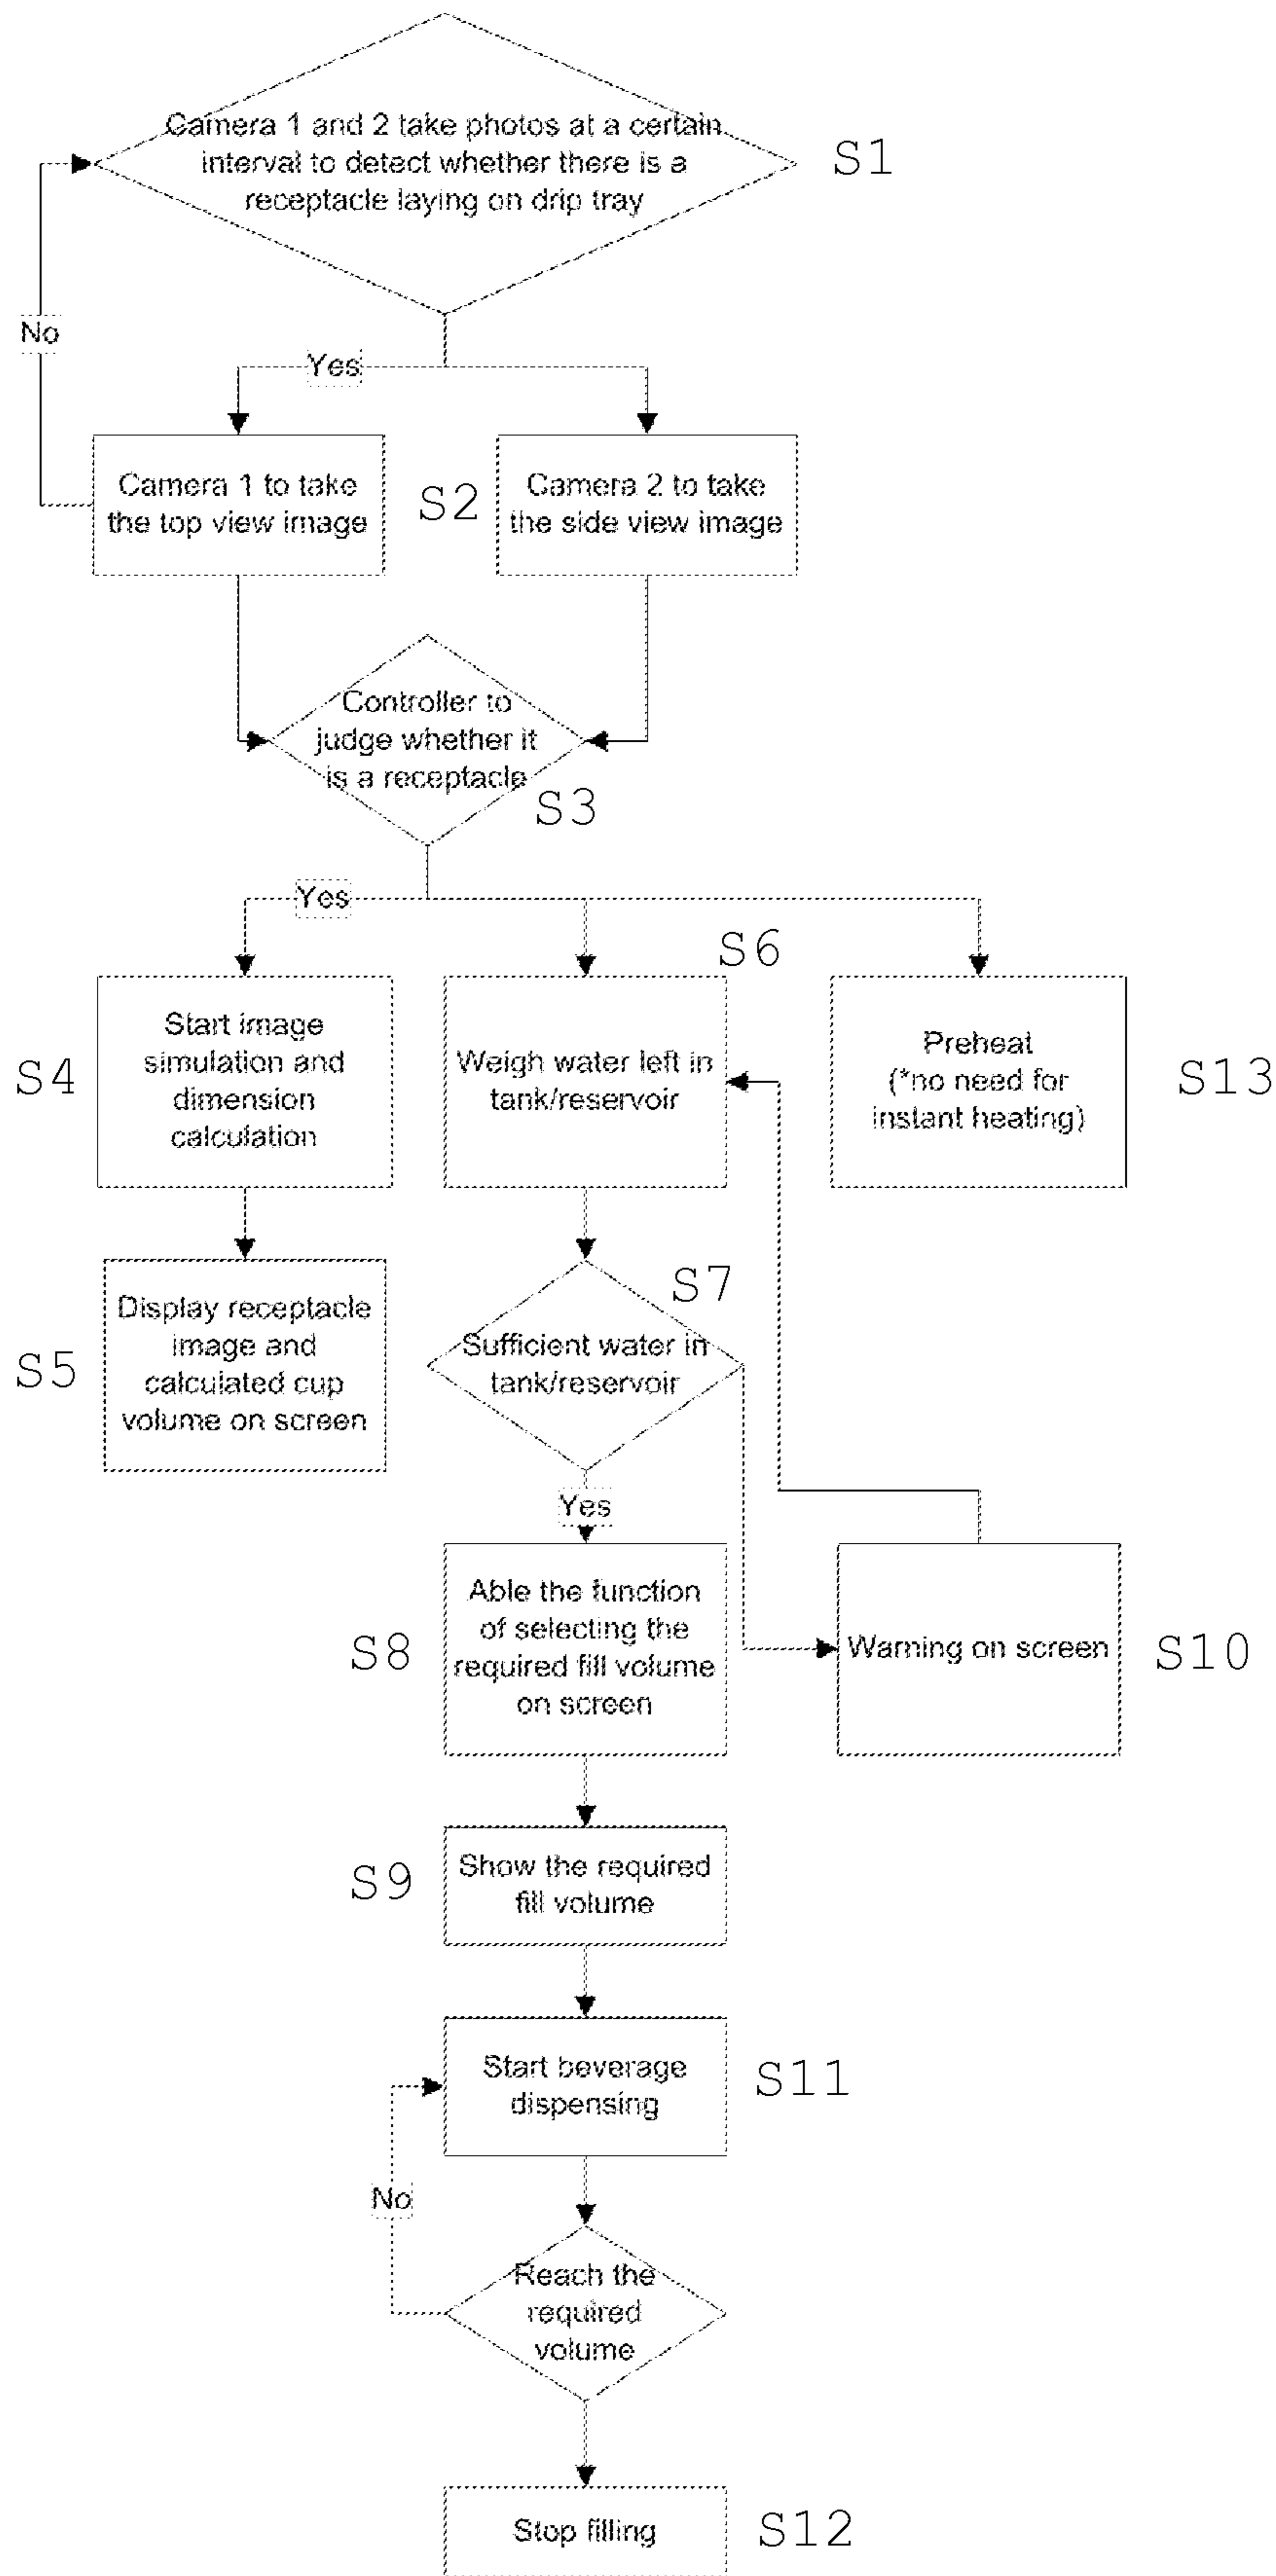 Camera 1 and 2 take photos at a certain
interval to detect whether there is a
receptacle laying on drip tray
S1
No
Yes
Camera 1 to take
the top view image
S2
Camera 2 to take
the side view image
Controller to
judge whether it
is a receptacle
S3
Yes
S6
S4
Start image
simulation and
dimension
calculation
Weigh water left in
tank/reservoir
Preheat
(*no need for
instant heating)
S13
S7
S5
Display receptacle
image and
calculated cup
volume on screen
Sufficient water in
tank/reservoir
Yes
S8
Able the function
of selecting the
required fill volume
on screen
Warning on screen
S10
S9
Show the required
fill volume
Start beverage
dispensing
S11
No
Reach the
required
volume
Stop filling
S12